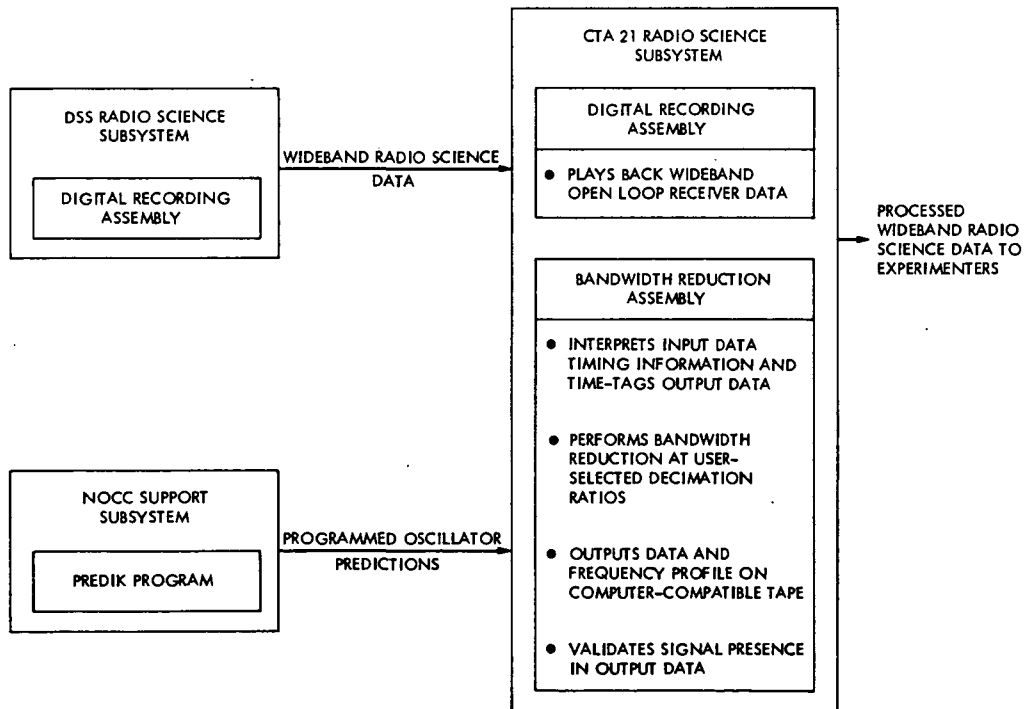 DSS RADIO SCIENCE
SUBSYSTEM
DIGITAL RECORDING
ASSEMBLY
WIDEBAND RADIO SCIENCE
DATA
NOCC SUPPORT
SUBSYSTEM
PREDIK PROGRAM
PROGRAMMED OSCILLATOR
PREDICTIONS
CTA 21 RADIO SCIENCE
SUBSYSTEM
DIGITAL RECORDING
ASSEMBLY
● PLAYS BACK WIDEBAND
OPEN LOOP RECEIVER DATA
BANDWIDTH REDUCTION
ASSEMBLY
● INTERPRETS INPUT DATA
TIMING INFORMATION AND
TIME-TAGS OUTPUT DATA
● PERFORMS BANDWIDTH
REDUCTION AT USER-
SELECTED DECIMATION
RATIOS
● OUTPUTS DATA AND
FREQUENCY PROFILE ON
COMPUTER-COMPATIBLE TAPE
● VALIDATES SIGNAL PRESENCE
IN OUTPUT DATA
PROCESSED
WIDEBAND RADIO
SCIENCE DATA TO
EXPERIMENTERS